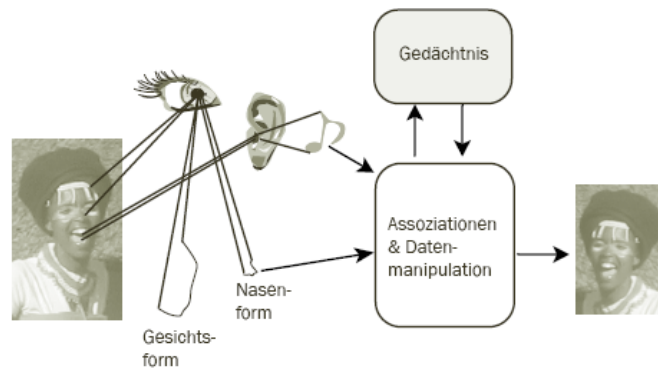 Gedächtnis
Assoziationen
& Daten-
manipulation
Nasen-
form
Gesichts-
form